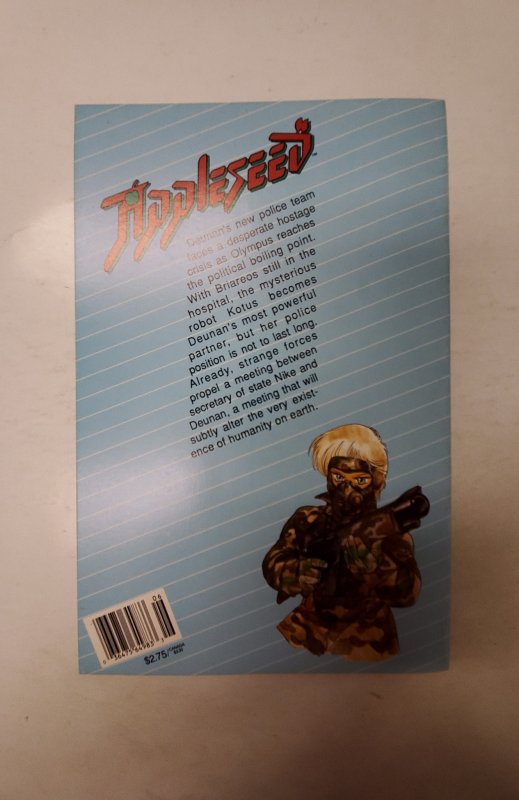 Appleseed™
Deunan's new police team
faces a desperate hostage
crisis as Olympus reaches
the political boiling point.
With Briareos still in the
hospital, the mysterious
robot Kotus becomes
Deunan's most powerful
partner, but her police
position is not to last long.
Already, strange forces
propel a meeting between
secretary of state Nike and
Deunan, a meeting that will
subtly alter the very exist-
ence of humanity on earth.
06
$2.75/CANADA